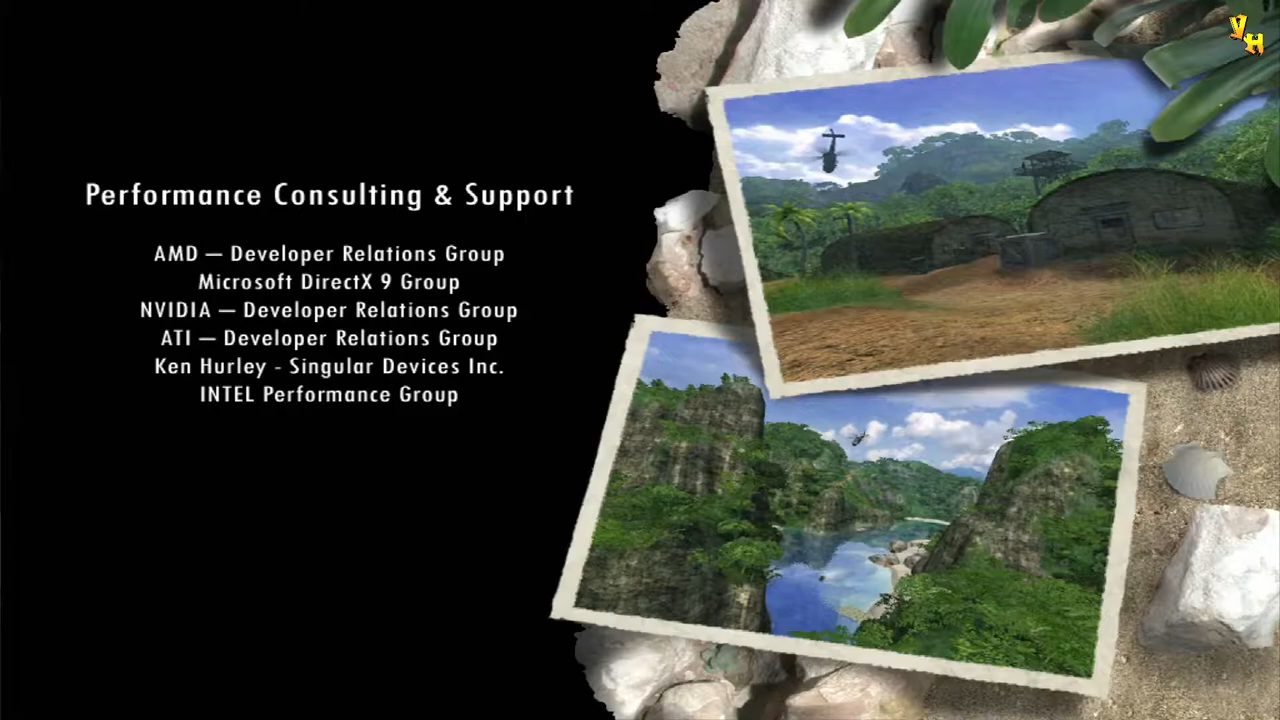 VH
Performance Consulting & Support
AMD — Developer Relations Group
Microsoft DirectX 9 Group
NVIDIA — Developer Relations Group
ATI — Developer Relations Group
Ken Hurley - Singular Devices Inc.
INTEL Performance Group